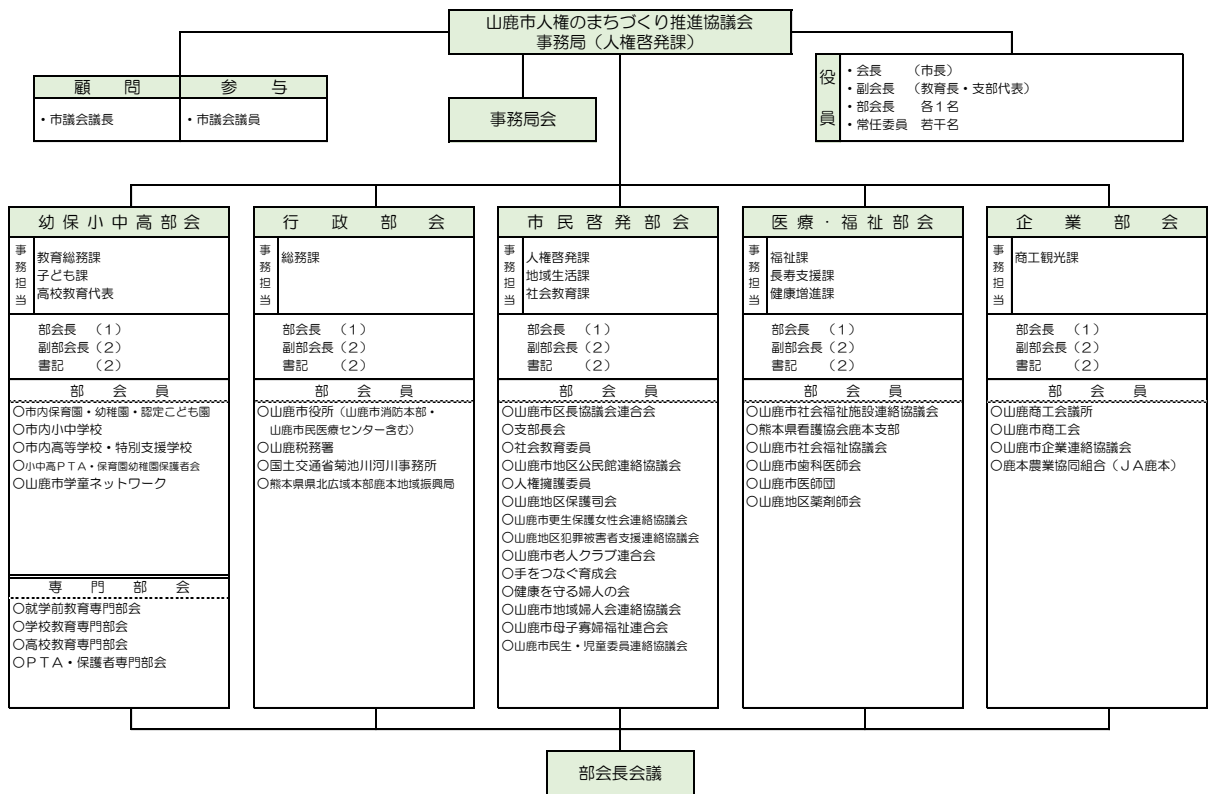 山鹿市人権のまちづくり推進協議会
事務局（人権啓発課）
顧　問
参　与
・市議会議長
・市議会議員
事務局会
役員
・会長　　（市長）
・副会長　（教育長・支部代表）
・部会長　　各１名
・常任委員　若干名
幼保小中高部会
事務担当
教育総務課
子ども課
高校教育代表
部会長　（１）
副部会長（２）
書記　　（２）
部　会　員
○市内保育園・幼稚園・認定こども園
○市内小中学校
○市内高等学校・特別支援学校
○小中高ＰＴＡ・保育園幼稚園保護者会
○山鹿市学童ネットワーク
専　門　部　会
○就学前教育専門部会
○学校教育専門部会
○高校教育専門部会
○ＰＴＡ・保護者専門部会
行　政　部　会
事務担当
総務課
部会長　（１）
副部会長（２）
書記　　（２）
部　会　員
○山鹿市役所（山鹿市消防本部・
山鹿市民医療センター含む）
○山鹿税務署
○国土交通省菊池川河川事務所
○熊本県県北広域本部鹿本地域振興局
市民啓発部会
事務担当
人権啓発課
地域生活課
社会教育課
部会長　（１）
副部会長（２）
書記　　（２）
部　会　員
○山鹿市区長協議会連合会
○支部長会
○社会教育委員
○山鹿市地区公民館連絡協議会
○人権擁護委員
○山鹿地区保護司会
○山鹿市更生保護女性会連絡協議会
○山鹿地区犯罪被害者支援連絡協議会
○山鹿市老人クラブ連合会
○手をつなぐ育成会
○健康を守る婦人の会
○山鹿市地域婦人会連絡協議会
○山鹿市母子寡婦福祉連合会
○山鹿市民生・児童委員連絡協議会
医療・福祉部会
事務担当
福祉課
長寿支援課
健康増進課
部会長　（１）
副部会長（２）
書記　　（２）
部　会　員
○山鹿市社会福祉施設連絡協議会
○熊本県看護協会鹿本支部
○山鹿市社会福祉協議会
○山鹿市歯科医師会
○山鹿市医師団
○山鹿地区薬剤師会
企　業　部　会
事務担当
商工観光課
部会長　（１）
副部会長（２）
書記　　（２）
部　会　員
○山鹿商工会議所
○山鹿市商工会
○山鹿市企業連絡協議会
○鹿本農業協同組合（ＪＡ鹿本）
部会長会議